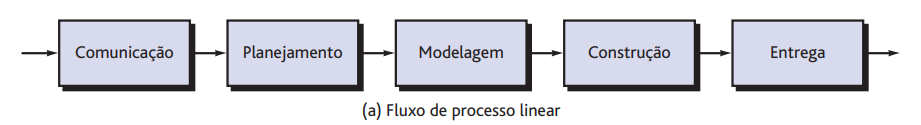 Comunicação Planejamento Modelagem Construção Entrega
(a) Fluxo de processo linear